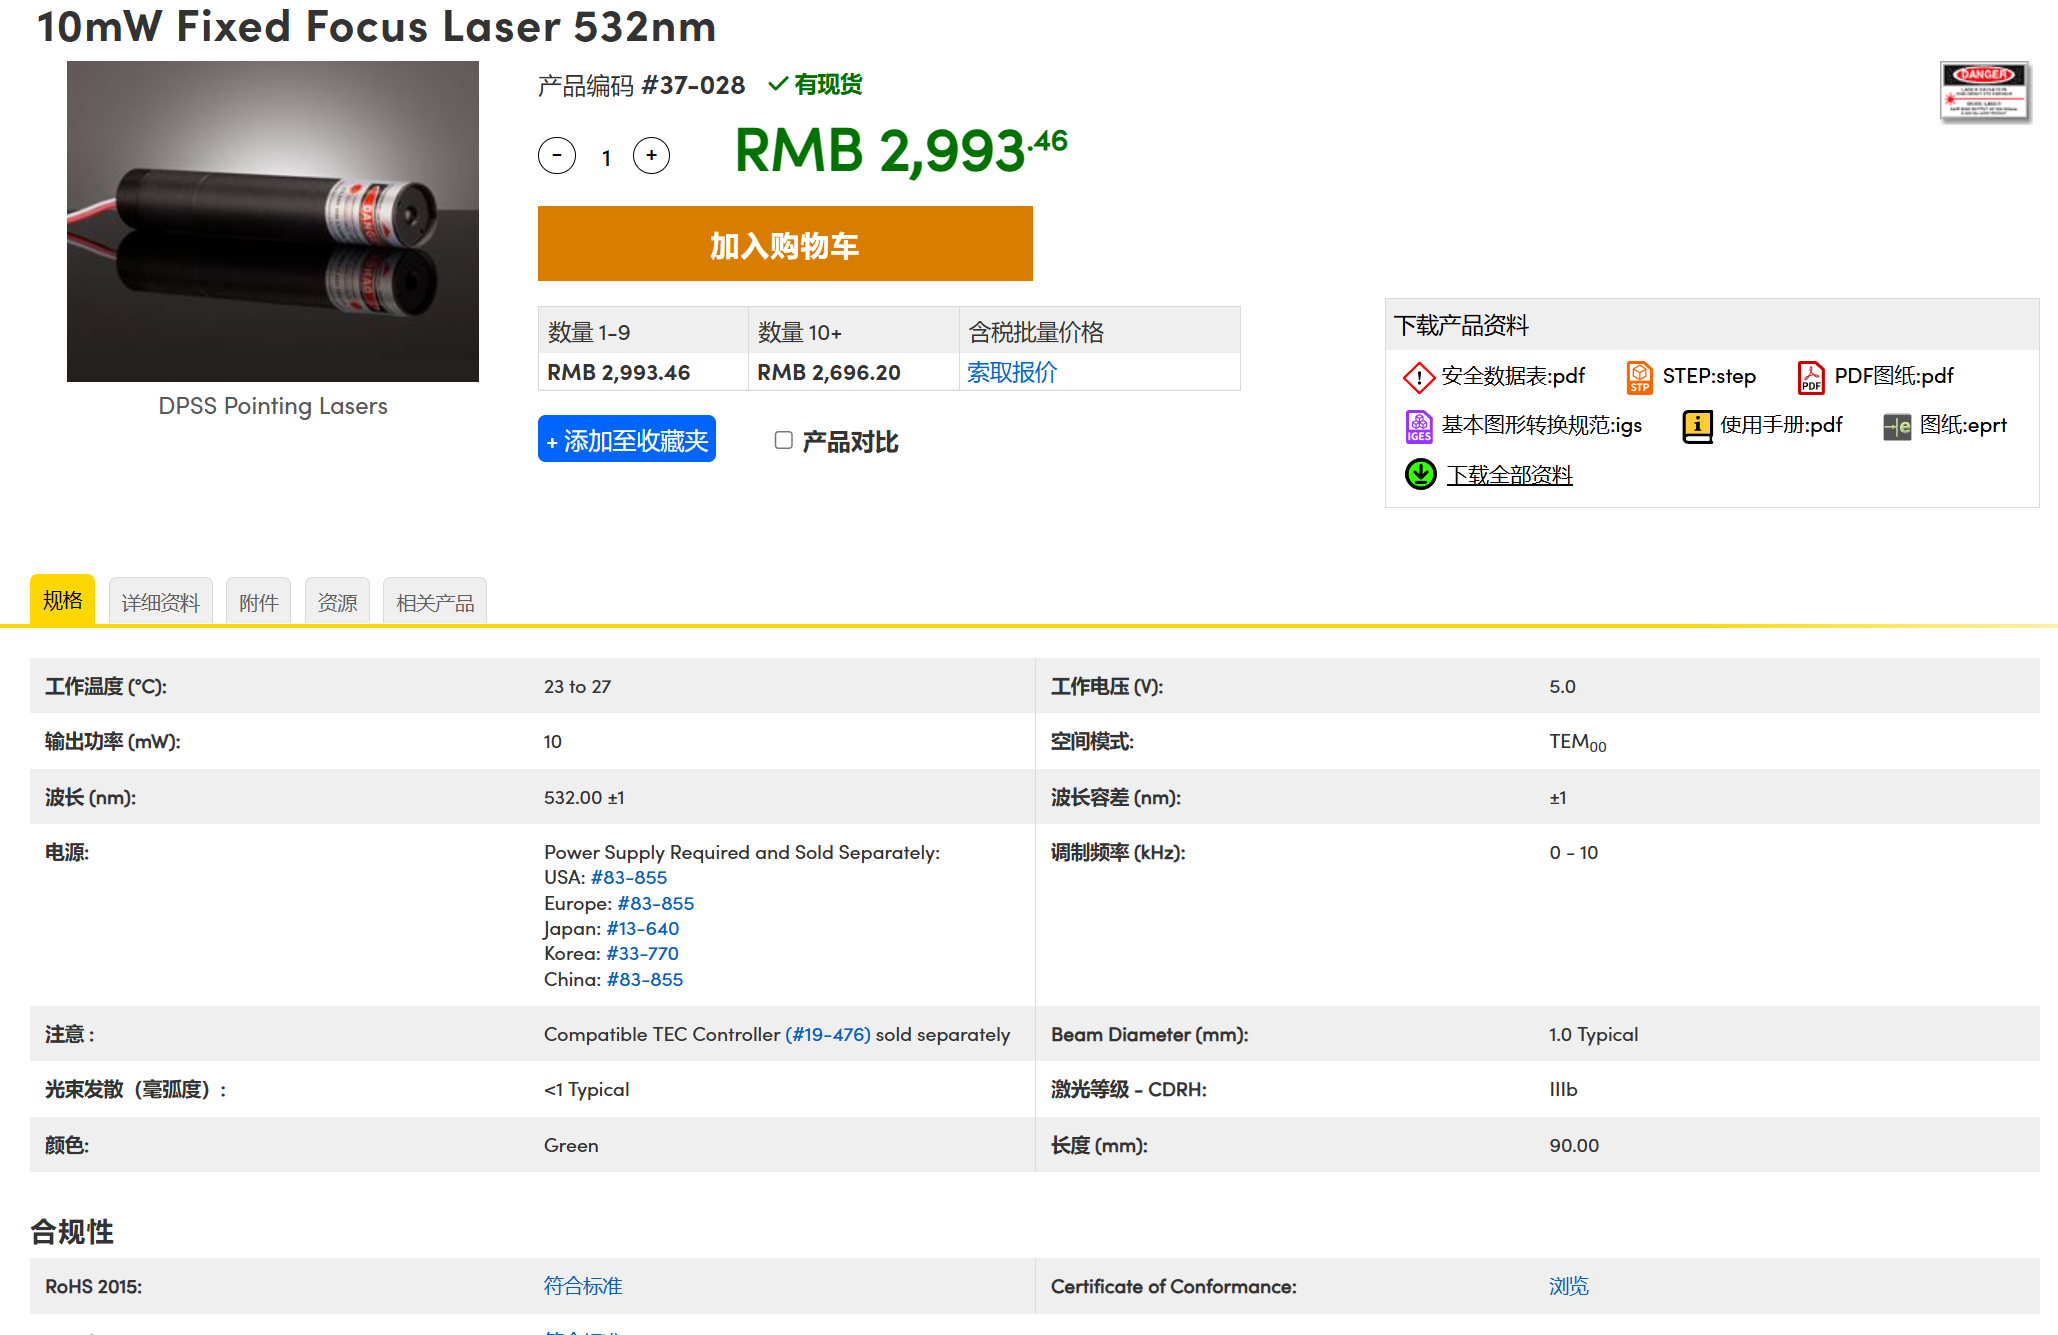 10mW Fixed Focus Laser 532nm
产品编码 #37-028 有现货
DANGER
- 1 + RMB 2,993.46
加入购物车
数量 1-9 数量 10+ 含税批量价格
RMB 2,993.46 RMB 2,696.20 索取报价
DPSS Pointing Lasers
+ 添加至收藏夹 产品对比
下载产品资料
安全数据表:pdf STEP:step PDF图纸:pdf
基本图形转换规范:igs 使用手册:pdf 图纸:eprt
下载全部资料
规格 详细资料 附件 资源 相关产品
工作温度 (°C): 23 to 27 工作电压 (V): 5.0
输出功率 (mW): 10 空间模式: TEM00
波长 (nm): 532.00 ±1 波长容差 (nm): ±1
电源: Power Supply Required and Sold Separately: 调制频率 (kHz): 0 - 10
USA: #83-855
Europe: #83-855
Japan: #13-640
Korea: #33-770
China: #83-855
注意 : Compatible TEC Controller (#19-476) sold separately Beam Diameter (mm): 1.0 Typical
光束发散（毫弧度）: <1 Typical 激光等级 - CDRH: IIIb
颜色: Green 长度 (mm): 90.00
合规性
RoHS 2015: 符合标准 Certificate of Conformance: 浏览